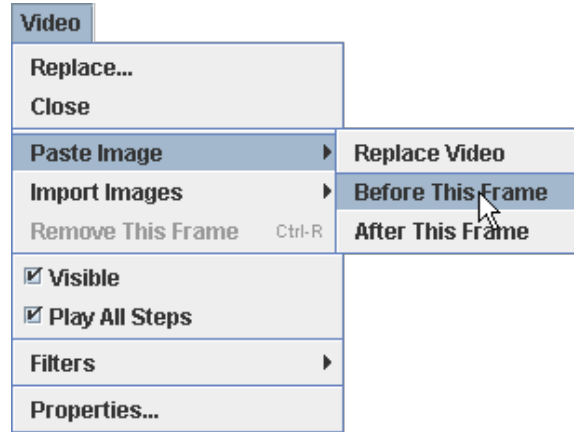 Video
Replace...
Close
Paste Image
Replace Video
Import Images
Before This Frame
Remove This Frame Ctrl-R
After This Frame
Visible
Play All Steps
Filters
Properties...